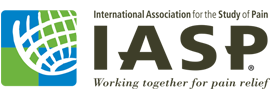 International Association for the Study of Pain
IASP®
Working together for pain relief